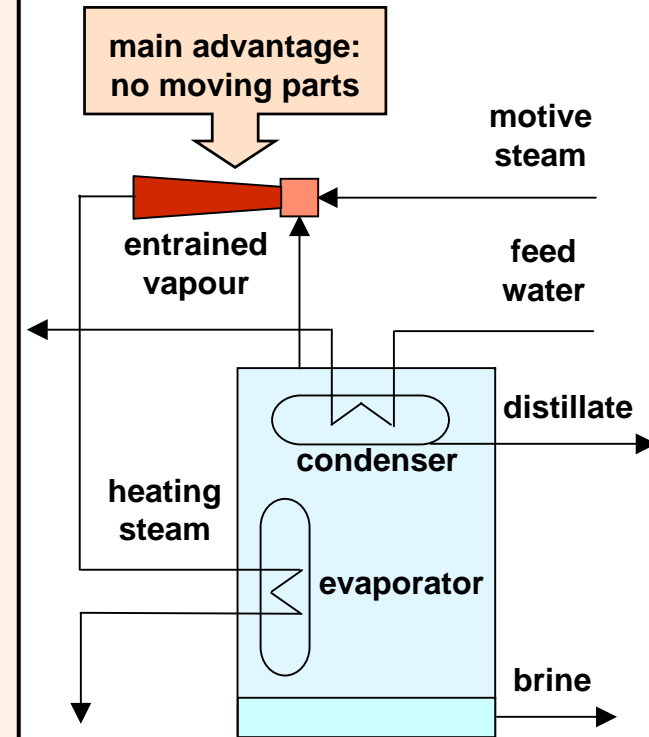 main advantage:
no moving parts
motive
steam
entrained
vapour
feed
water
distillate
condenser
heating
steam
evaporator
brine